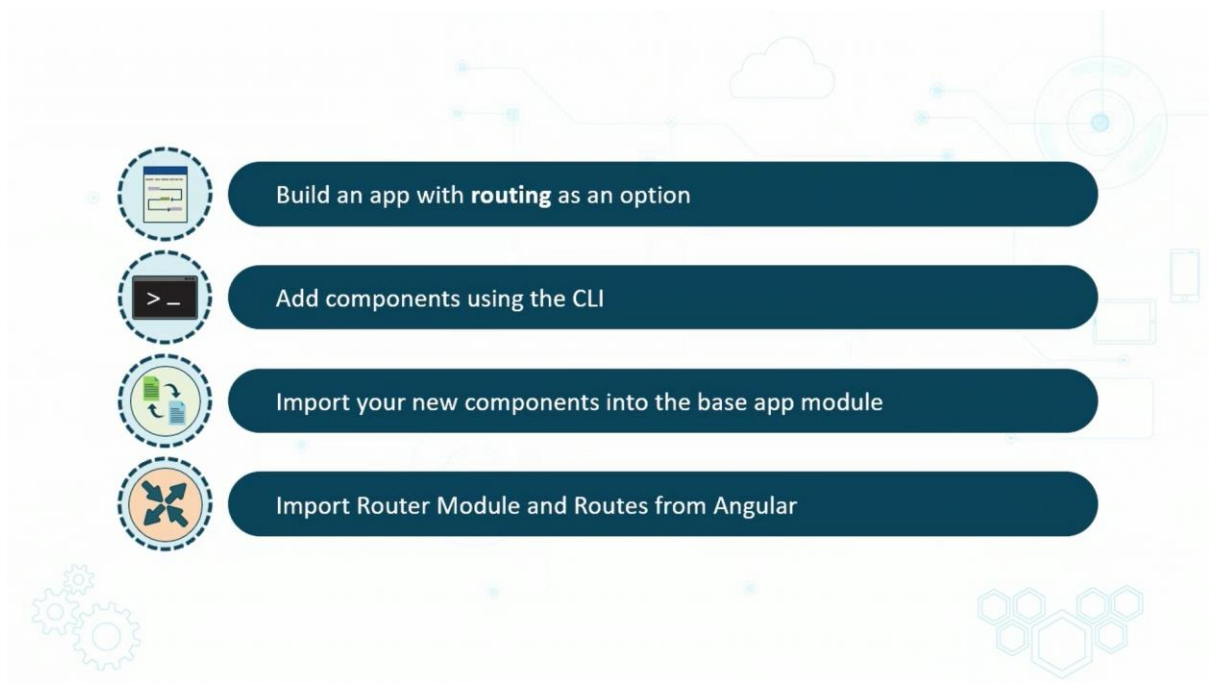 Build an app with routing as an option
Add components using the CLI
Import your new components into the base app module
Import Router Module and Routes from Angular